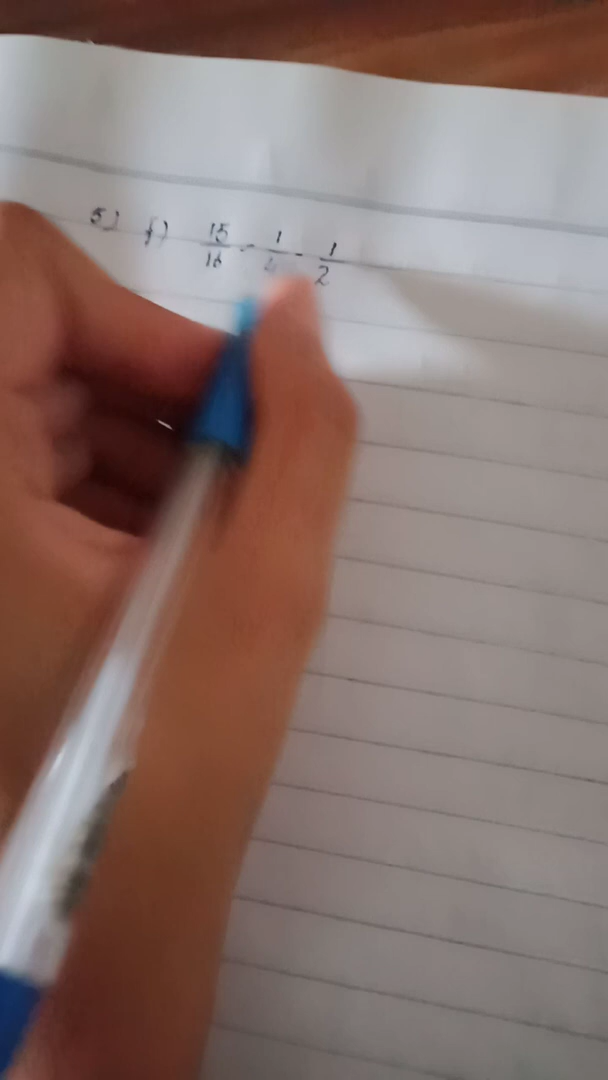 5) f) 15/16 - 1/4 - 1/2